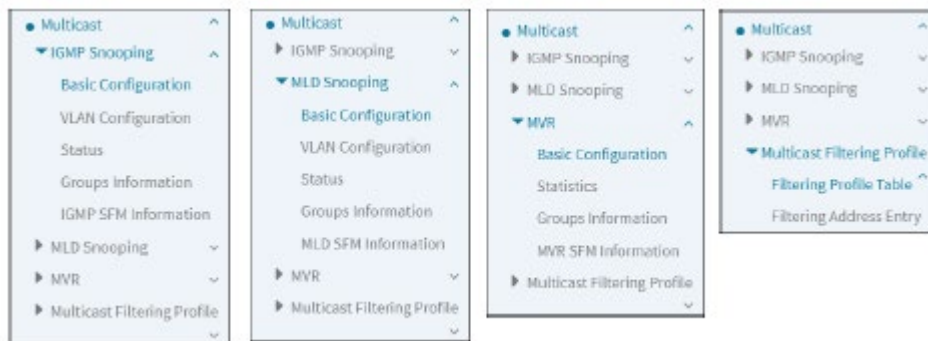 Multicast
IGMP Snooping
Basic Configuration
VLAN Configuration
Status
Groups Information
IGMP SFM Information
MLD Snooping
MVR
Multicast Filtering Profile
Multicast
IGMP Snooping
MLD Snooping
Basic Configuration
VLAN Configuration
Status
Groups Information
MLD SFM Information
MVR
Multicast Filtering Profile
Multicast
IGMP Snooping
MLD Snooping
MVR
Basic Configuration
Statistics
Groups Information
MVR SFM Information
Multicast Filtering Profile
Multicast
IGMP Snooping
MLD Snooping
MVR
Multicast Filtering Profile
Filtering Profile Table
Filtering Address Entry